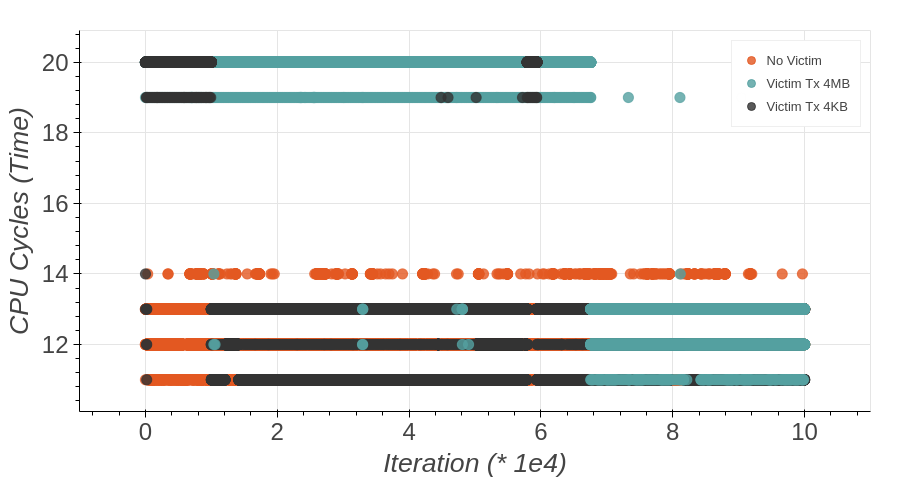 No Victim
Victim Tx 4MB
Victim Tx 4KB
CPU Cycles (Time)
20
18
16
14
12
0 2 4 6 8 10
Iteration (* 1e4)